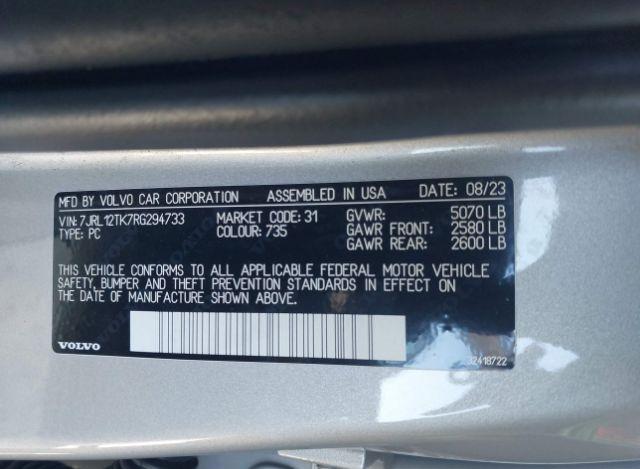 MFD BY VOLVO CAR CORPORATION ASSEMBLED IN USA DATE: 08/23
VIN: 7JRL12TK7RG294733 MARKET CODE: 31 GVWR: 5070 LB
TYPE: PC COLOUR: 735 GAWR FRONT: 2580 LB
GAWR REAR: 2600 LB
THIS VEHICLE CONFORMS TO ALL APPLICABLE FEDERAL MOTOR VEHICLE
SAFETY, BUMPER AND THEFT PREVENTION STANDARDS IN EFFECT ON
THE DATE OF MANUFACTURE SHOWN ABOVE.
VOLVO
32418722